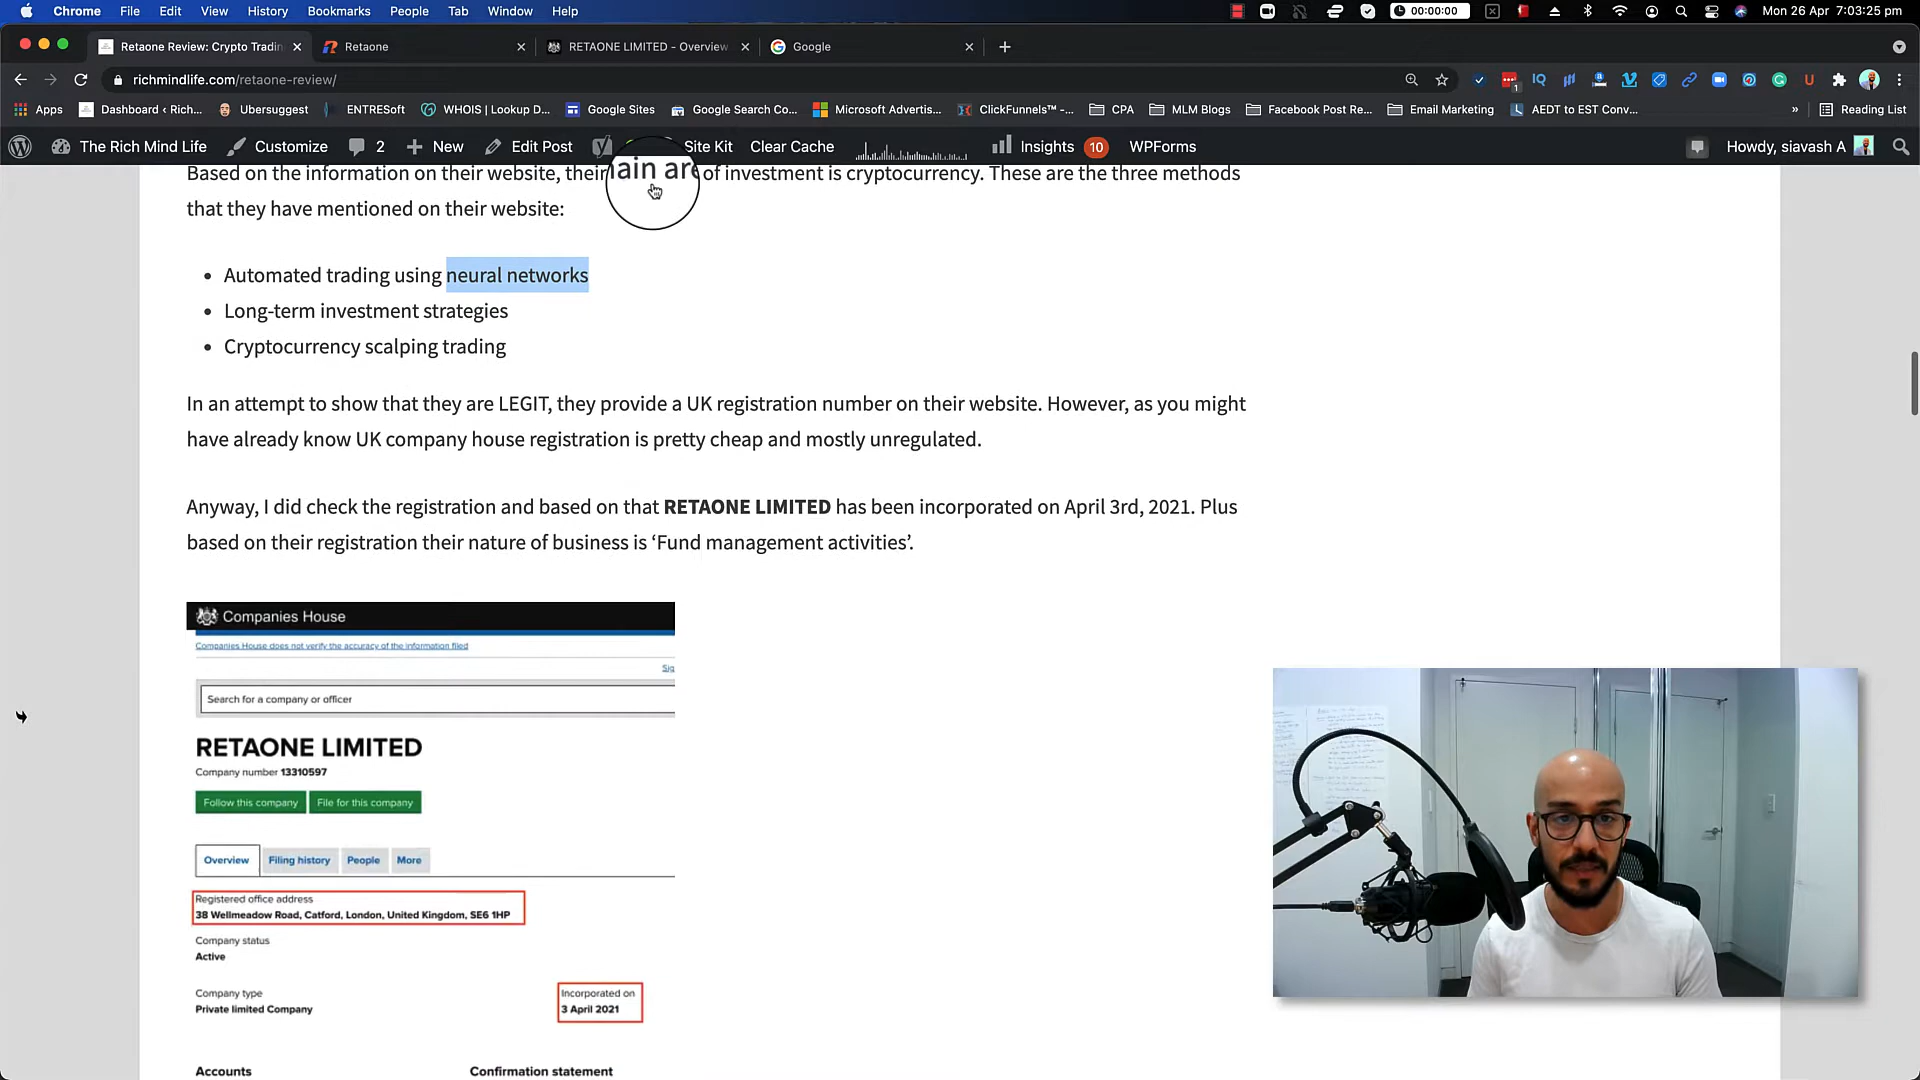 Chrome File Edit View History Bookmarks People Tab Window Help 00:00:00 Mon 26 Apr 7:03:25 pm
Retaone Review: Crypto Tradin Retaone RETAONE LIMITED - Overview Google
richmindlife.com/retaone-review/
Apps Dashboard ‹ Rich... Ubersuggest ENTRESoft WHOIS | Lookup D... Google Sites Google Search Co... Microsoft Advertis... ClickFunnels™ -... CPA MLM Blogs Facebook Post Re... Email Marketing AEDT to EST Conv... » Reading List
The Rich Mind Life Customize 2 New Edit Post Site Kit Clear Cache Insights 10 WPForms Howdy, siavash A
Based on the information on their website, their ain are of investment is cryptocurrency. These are the three methods
that they have mentioned on their website:
• Automated trading using neural networks
• Long-term investment strategies
• Cryptocurrency scalping trading
In an attempt to show that they are LEGIT, they provide a UK registration number on their website. However, as you might
have already know UK company house registration is pretty cheap and mostly unregulated.
Anyway, I did check the registration and based on that RETAONE LIMITED has been incorporated on April 3rd, 2021. Plus
based on their registration their nature of business is ‘Fund management activities’.
Companies House
Companies House does not verify the accuracy of the information filed
Sig
Search for a company or officer
RETAONE LIMITED
Company number 13310597
Follow this company File for this company
Overview Filing history People More
Registered office address
38 Wellmeadow Road, Catford, London, United Kingdom, SE6 1HP
Company status
Active
Company type Incorporated on
Private limited Company 3 April 2021
Accounts Confirmation statement